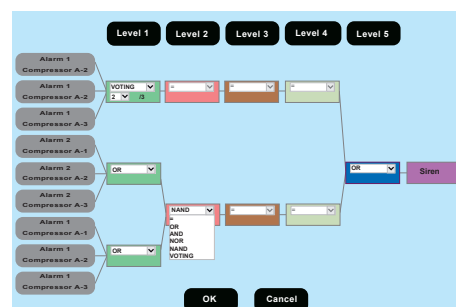 Level 1 Level 2 Level 3 Level 4 Level 5
Alarm 1
Compressor A-2
Alarm 1
Compressor A-2
Alarm 1
Compressor A-3
VOTING
2 /3
=
=
=
Alarm 2
Compressor A-1
Alarm 2
Compressor A-2
Alarm 2
Compressor A-3
OR
OR
Siren
Alarm 1
Compressor A-1
Alarm 1
Compressor A-2
Alarm 1
Compressor A-3
OR
NAND
=
OR
AND
NOR
NAND
VOTING
=
=
OK Cancel